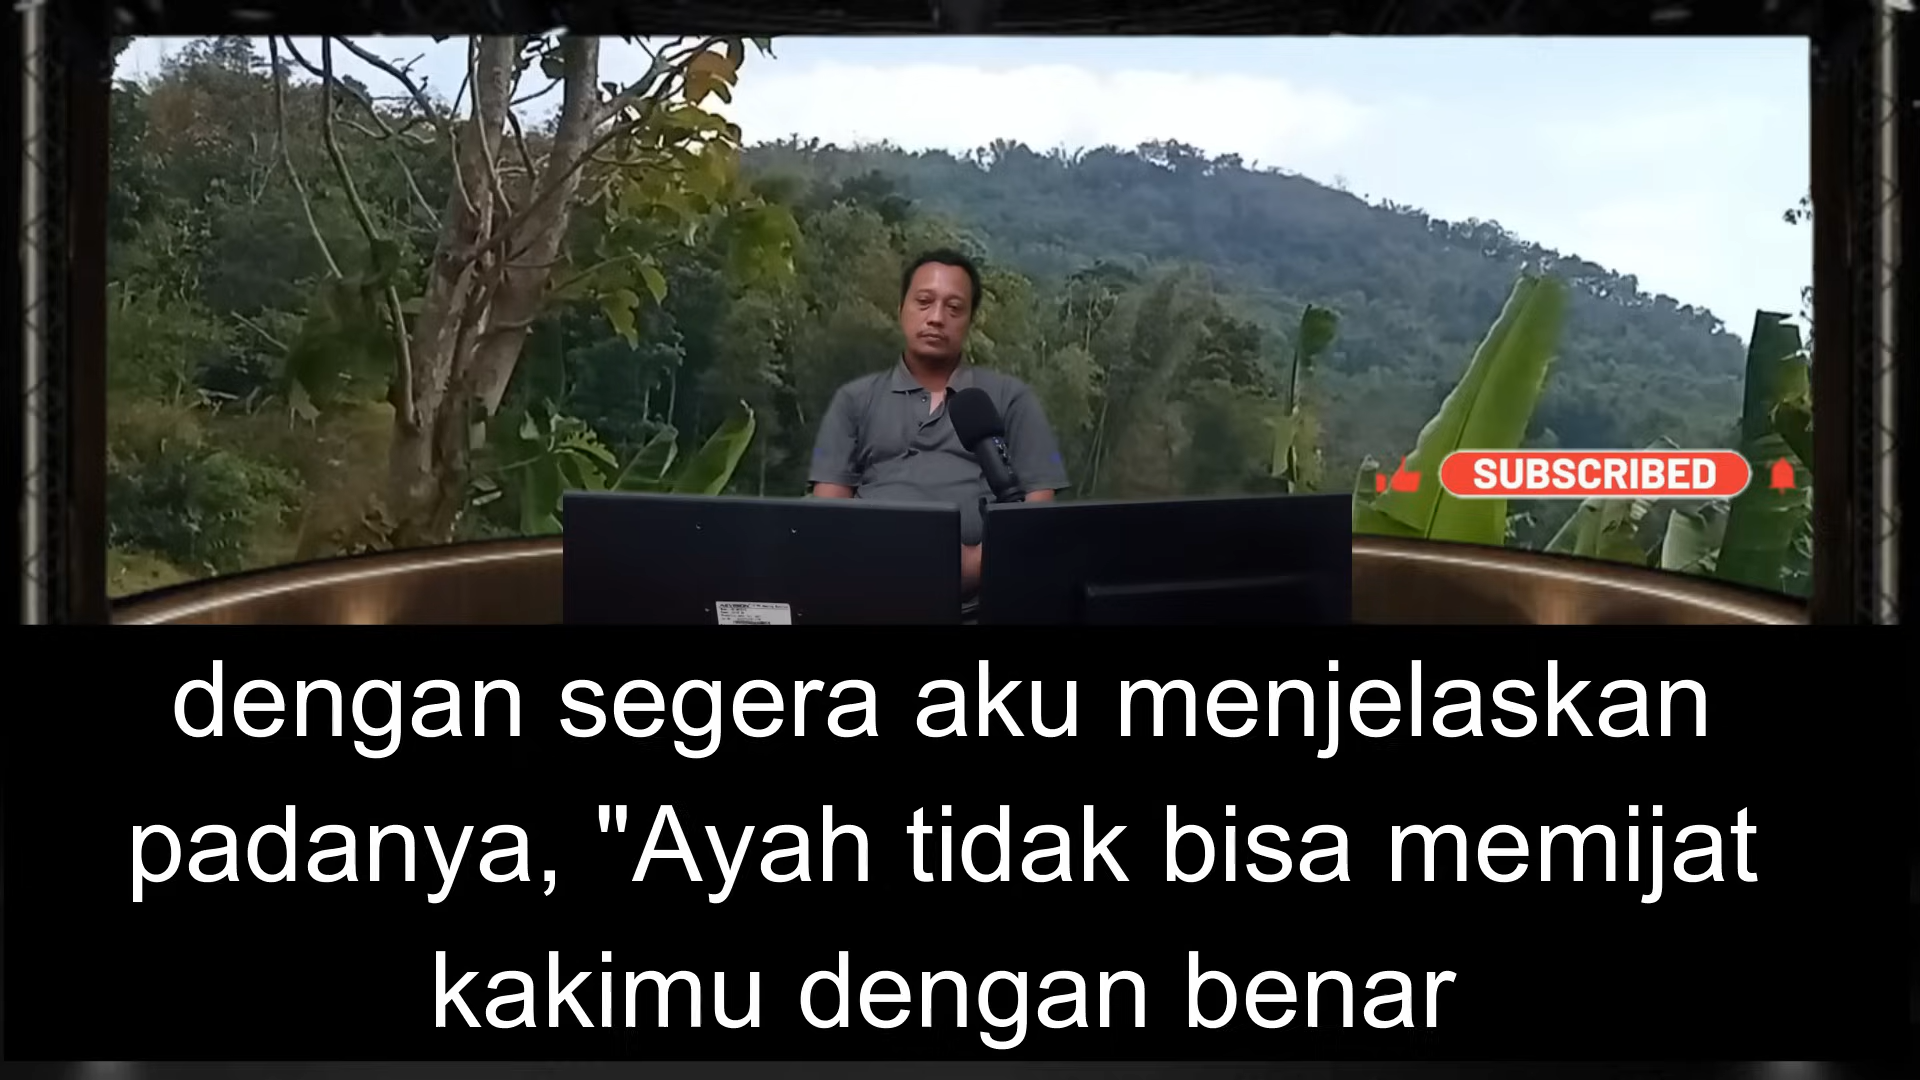 SUBSCRIBED
dengan segera aku menjelaskan
padanya, "Ayah tidak bisa memijat
kakimu dengan benar